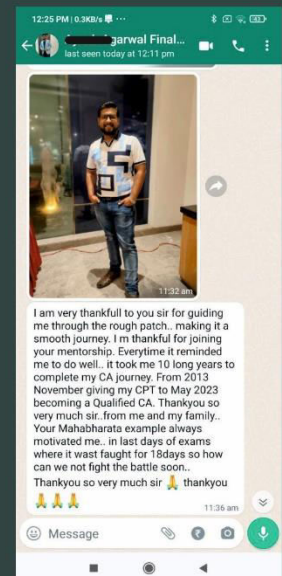 12:25 PM | 0.3KB/s
63
garwal Final...
last seen today at 12:11 pm
11:32 am
I am very thankfull to you sir for guiding
me through the rough patch.. making it a
smooth journey. I m thankful for joining
your mentorship. Everytime it reminded
me to do well.. it took me 10 long years to
complete my CA journey. From 2013
November giving my CPT to May 2023
becoming a Qualified CA. Thankyou so
very much sir..from me and my family..
Your Mahabharata example always
motivated me.. in last days of exams
where it wast faught for 18days so how
can we not fight the battle soon..
Thankyou so very much sir 🙏 thankyou
🙏🙏🙏
11:36 am
Message